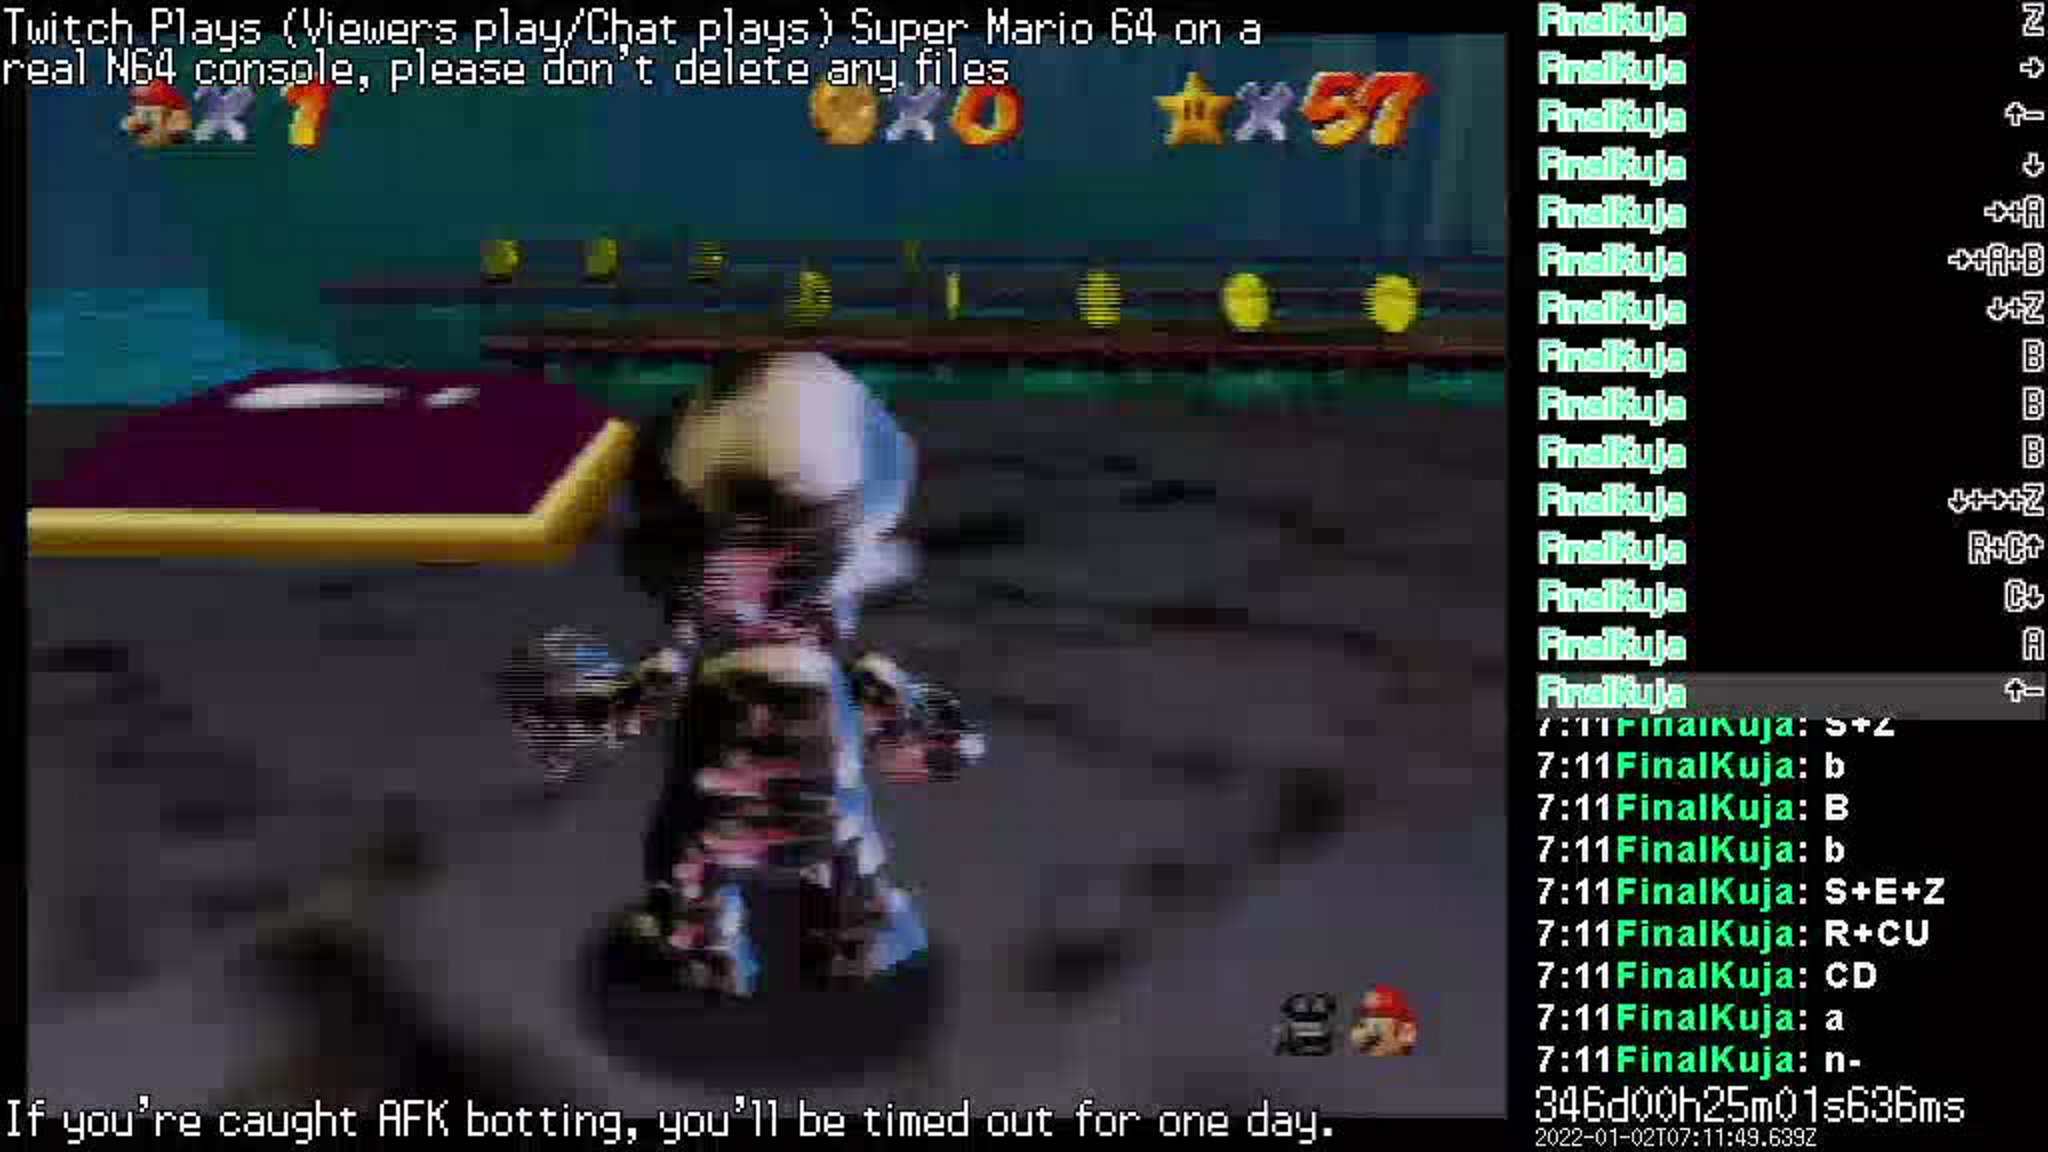 Twitch Plays (Viewers play/Chat plays) Super Mario 64 on a
real N64 console, please don't delete any files
× 1 × 0 × 57
FinalKuja Z
FinalKuja →
FinalKuja ↑-
FinalKuja ↓
FinalKuja →+A
FinalKuja →+A+B
FinalKuja ↓+Z
FinalKuja B
FinalKuja B
FinalKuja B
FinalKuja ↓+→+Z
FinalKuja R+C↑
FinalKuja C↓
FinalKuja A
FinalKuja ↑-
7:11FinalKuja: S+Z
7:11FinalKuja: b
7:11FinalKuja: B
7:11FinalKuja: b
7:11FinalKuja: S+E+Z
7:11FinalKuja: R+CU
7:11FinalKuja: CD
7:11FinalKuja: a
7:11FinalKuja: n-
346d00h25m01s636ms
2022-01-02T07:11:49.639Z
If you're caught AFK botting, you'll be timed out for one day.